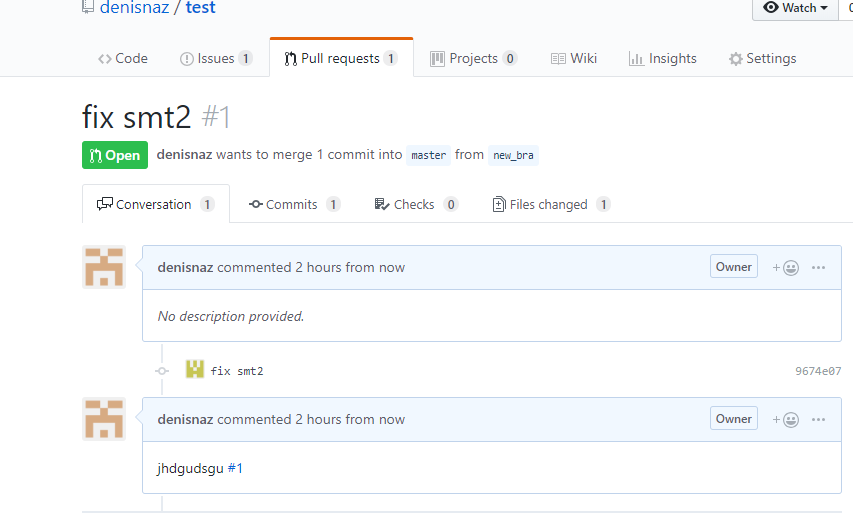 denisnaz / test
Watch
Code
Issues 1
Pull requests 1
Projects 0
Wiki
Insights
Settings
fix smt2 #1
Open denisnaz wants to merge 1 commit into master from new_bra
Conversation 1
Commits 1
Checks 0
Files changed 1
denisnaz commented 2 hours from now Owner
No description provided.
fix smt2 9674e07
denisnaz commented 2 hours from now Owner
jhdgudsgu #1